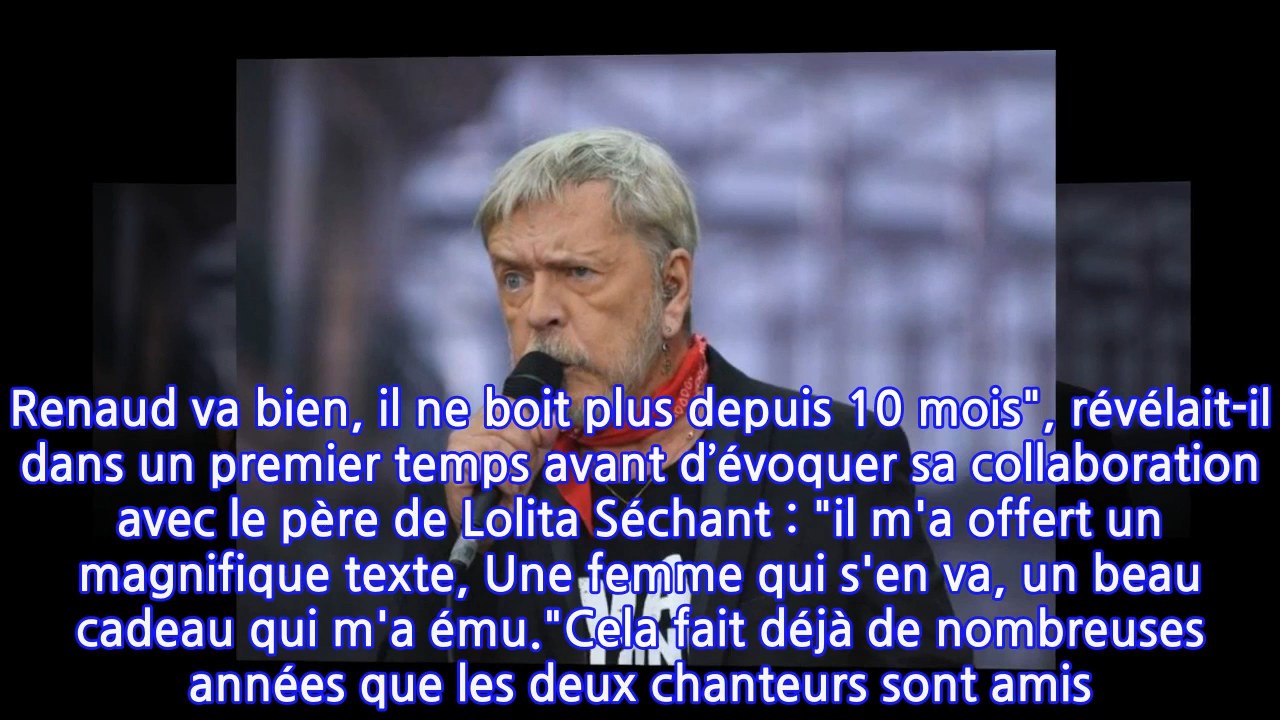 Renaud va bien, il ne boit plus depuis 10 mois", révélait-il
dans un premier temps avant d’évoquer sa collaboration
avec le père de Lolita Séchant : "il m'a offert un
magnifique texte, Une femme qui s'en va, un beau
cadeau qui m'a ému."Cela fait déjà de nombreuses
années que les deux chanteurs sont amis